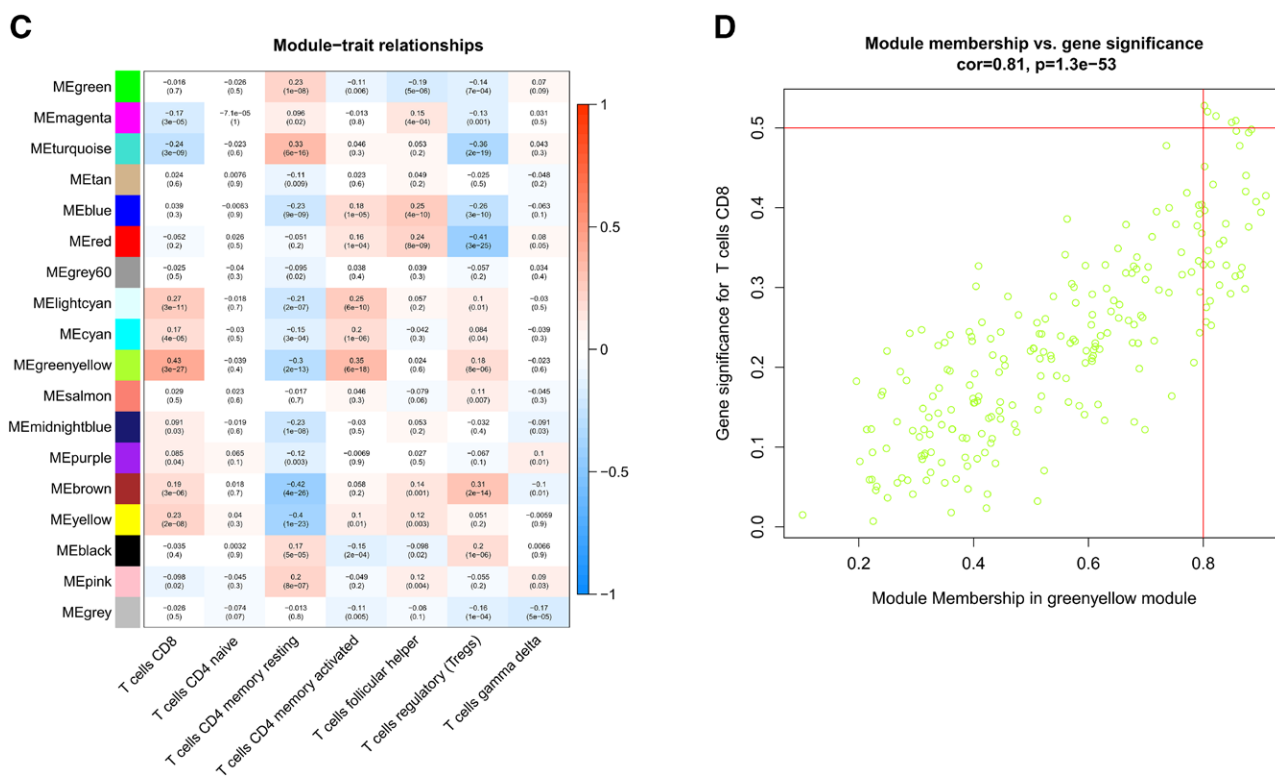 C
Module−trait relationships
MEgreen −0.016 −0.026 0.23 −0.11 −0.19 −0.14 0.07
(0.7) (0.5) (1e−08) (0.006) (5e−06) (7e−04) (0.09)
MEmagenta −0.17 −7.1e−05 0.096 −0.013 0.15 −0.13 0.031
(3e−05) (1) (0.02) (0.8) (4e−04) (0.001) (0.5)
MEturquoise −0.24 −0.023 0.33 0.046 0.053 −0.36 0.043
(3e−09) (0.6) (6e−16) (0.3) (0.2) (2e−19) (0.3)
MEtan 0.024 0.0076 −0.11 0.023 0.049 −0.025 −0.048
(0.6) (0.9) (0.009) (0.6) (0.2) (0.5) (0.2)
MEblue 0.039 −0.0063 −0.23 0.18 0.25 −0.26 −0.063
(0.3) (0.9) (9e−09) (1e−05) (4e−10) (3e−10) (0.1)
MEred −0.052 0.026 −0.051 0.16 0.24 −0.41 0.08
(0.2) (0.5) (0.2) (1e−04) (8e−09) (3e−25) (0.05)
MEgrey60 −0.025 −0.04 −0.095 0.038 0.039 −0.057 0.034
(0.5) (0.3) (0.02) (0.4) (0.3) (0.2) (0.4)
MElightcyan 0.27 −0.018 −0.21 0.25 0.057 0.1 −0.03
(3e−11) (0.7) (2e−07) (6e−10) (0.2) (0.01) (0.5)
MEcyan 0.17 −0.03 −0.15 0.2 −0.042 0.084 −0.039
(4e−05) (0.5) (3e−04) (1e−06) (0.3) (0.04) (0.3)
MEgreenyellow 0.43 −0.039 −0.3 0.35 0.024 0.18 −0.023
(3e−27) (0.4) (2e−13) (6e−18) (0.6) (8e−06) (0.6)
MEsalmon 0.029 0.023 −0.017 0.046 −0.079 0.11 −0.045
(0.5) (0.6) (0.7) (0.3) (0.06) (0.007) (0.3)
MEmidnightblue 0.091 −0.019 −0.23 −0.03 0.053 −0.032 −0.091
(0.03) (0.6) (1e−08) (0.5) (0.2) (0.4) (0.03)
MEpurple 0.085 0.065 −0.12 −0.0069 0.027 −0.067 0.1
(0.04) (0.1) (0.003) (0.9) (0.5) (0.1) (0.01)
MEbrown 0.19 0.018 −0.42 0.058 0.14 0.31 −0.1
(3e−06) (0.7) (4e−26) (0.2) (0.001) (2e−14) (0.01)
MEyellow 0.23 0.04 −0.4 0.1 0.12 0.051 −0.0059
(2e−08) (0.3) (1e−23) (0.01) (0.003) (0.2) (0.9)
MEblack −0.035 0.0032 0.17 −0.15 −0.098 0.2 0.0066
(0.4) (0.9) (5e−05) (2e−04) (0.02) (1e−06) (0.9)
MEpink −0.098 −0.045 0.2 −0.049 0.12 −0.055 0.09
(0.02) (0.3) (8e−07) (0.2) (0.004) (0.2) (0.03)
MEgrey −0.026 −0.074 −0.013 −0.11 −0.06 −0.16 −0.17
(0.5) (0.07) (0.8) (0.005) (0.1) (1e−04) (5e−05)
T cells CD8
T cells CD4 naive
T cells CD4 memory resting
T cells CD4 memory activated
T cells follicular helper
T cells regulatory (Tregs)
T cells gamma delta
1
0.5
0
−0.5
−1
D
Module membership vs. gene significance
cor=0.81, p=1.3e−53
Gene significance for T cells CD8
0.5
0.4
0.3
0.2
0.1
0.0
0.2 0.4 0.6 0.8
Module Membership in greenyellow module